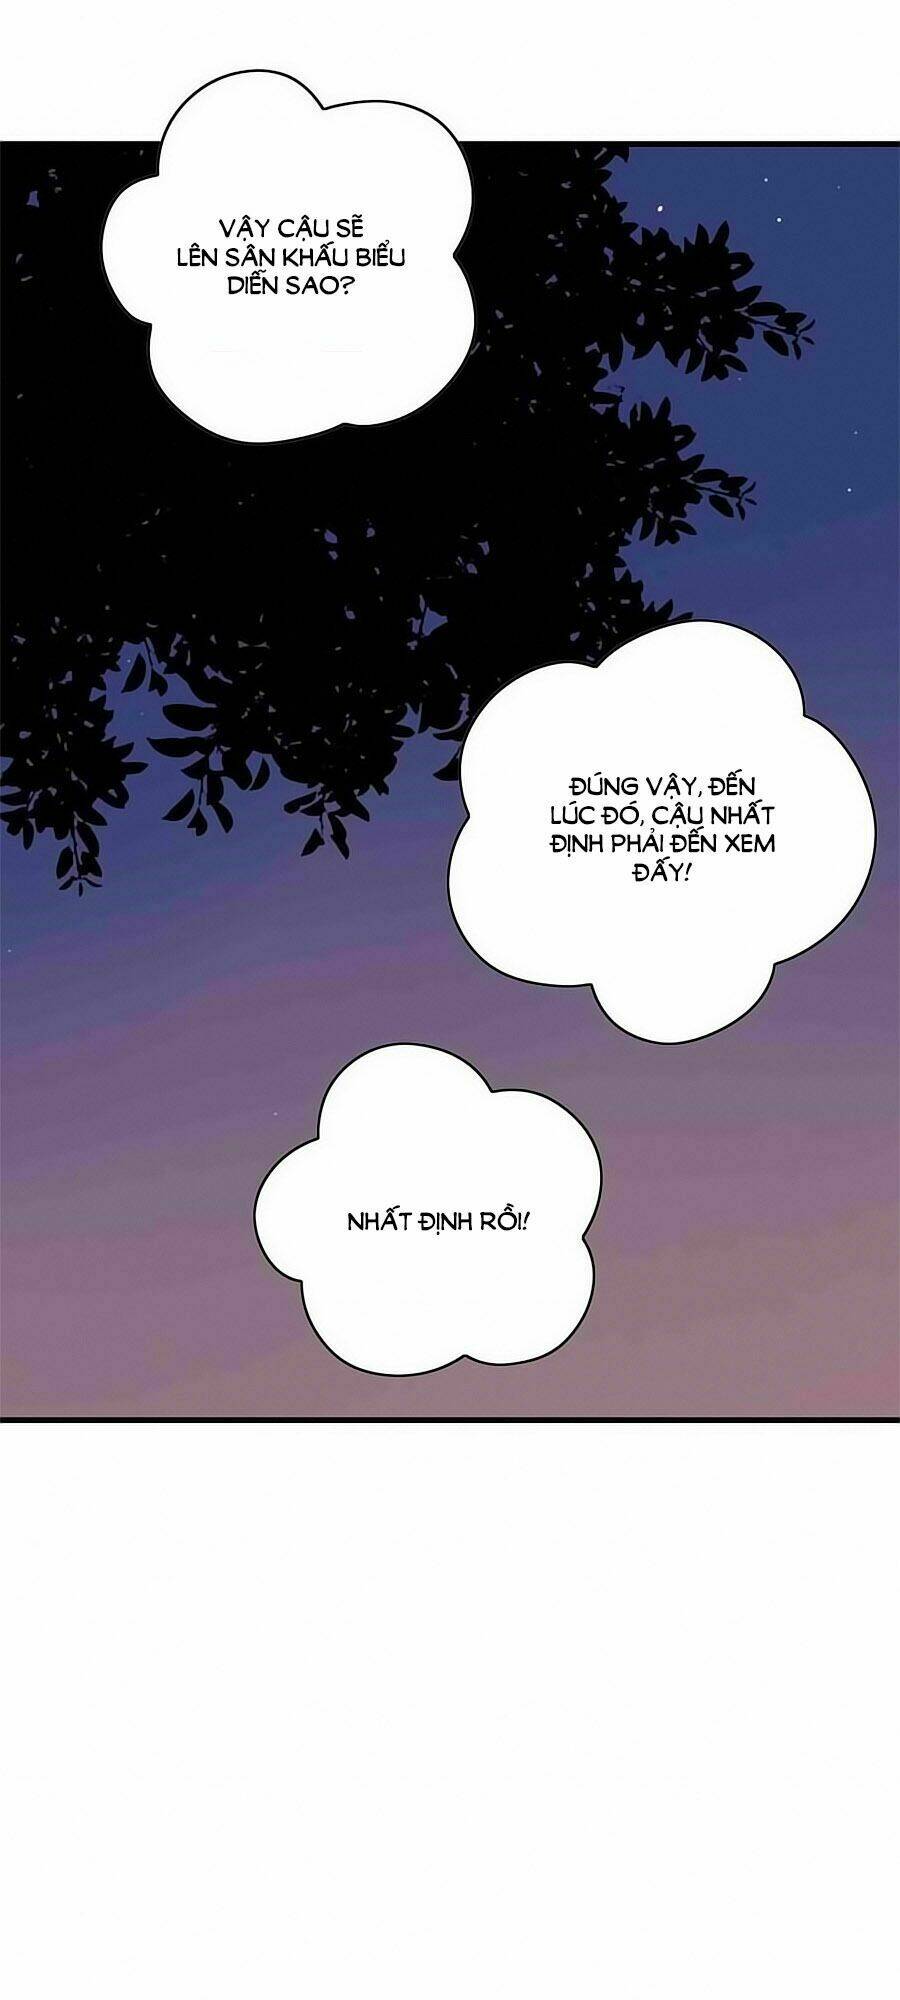 VẬY CẬU SẼ
LÊN SÂN KHẤU BIỂU
DIỄN SAO?
ĐÚNG VẬY, ĐẾN
LÚC ĐÓ, CẬU NHẤT
ĐỊNH PHẢI ĐẾN XEM
ĐẤY!
NHẤT ĐỊNH RỒI!